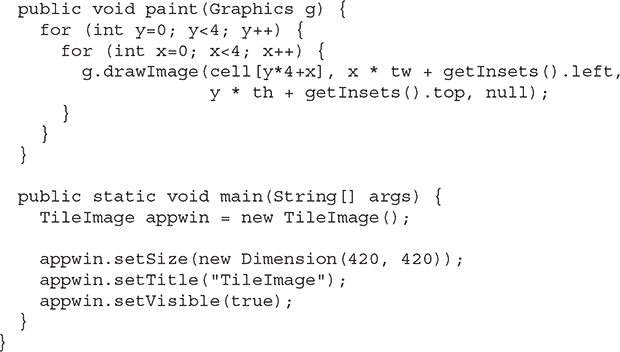 public void paint(Graphics g) {
    for (int y=0; y<4; y++) {
      for (int x=0; x<4; x++) {
        g.drawImage(cell[y*4+x], x * tw + getInsets().left,
                    y * th + getInsets().top, null);
      }
    }
  }

  public static void main(String[] args) {
    TileImage appwin = new TileImage();

    appwin.setSize(new Dimension(420, 420));
    appwin.setTitle("TileImage");
    appwin.setVisible(true);
  }
}